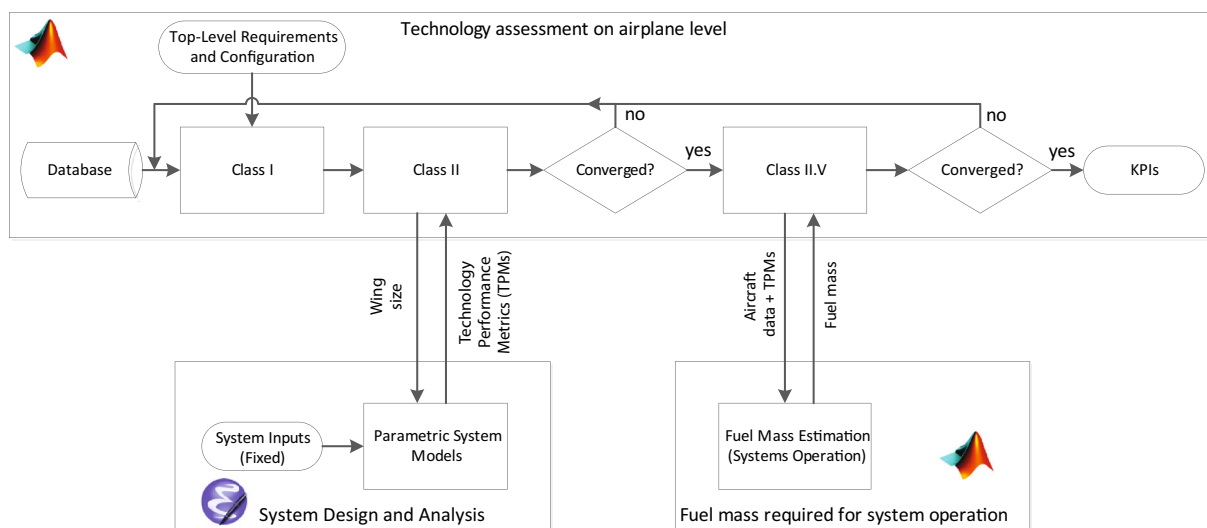 Technology assessment on airplane level
Top-Level Requirements
and Configuration
no
no
Database
Class I
Class II
Converged?
yes
Class II.V
Converged?
yes
KPIs
Wing
size
Technology
Performance
Metrics (TPMs)
Aircraft
data + TPMs
Fuel mass
System Inputs
(Fixed)
Parametric System
Models
Fuel Mass Estimation
(Systems Operation)
System Design and Analysis
Fuel mass required for system operation